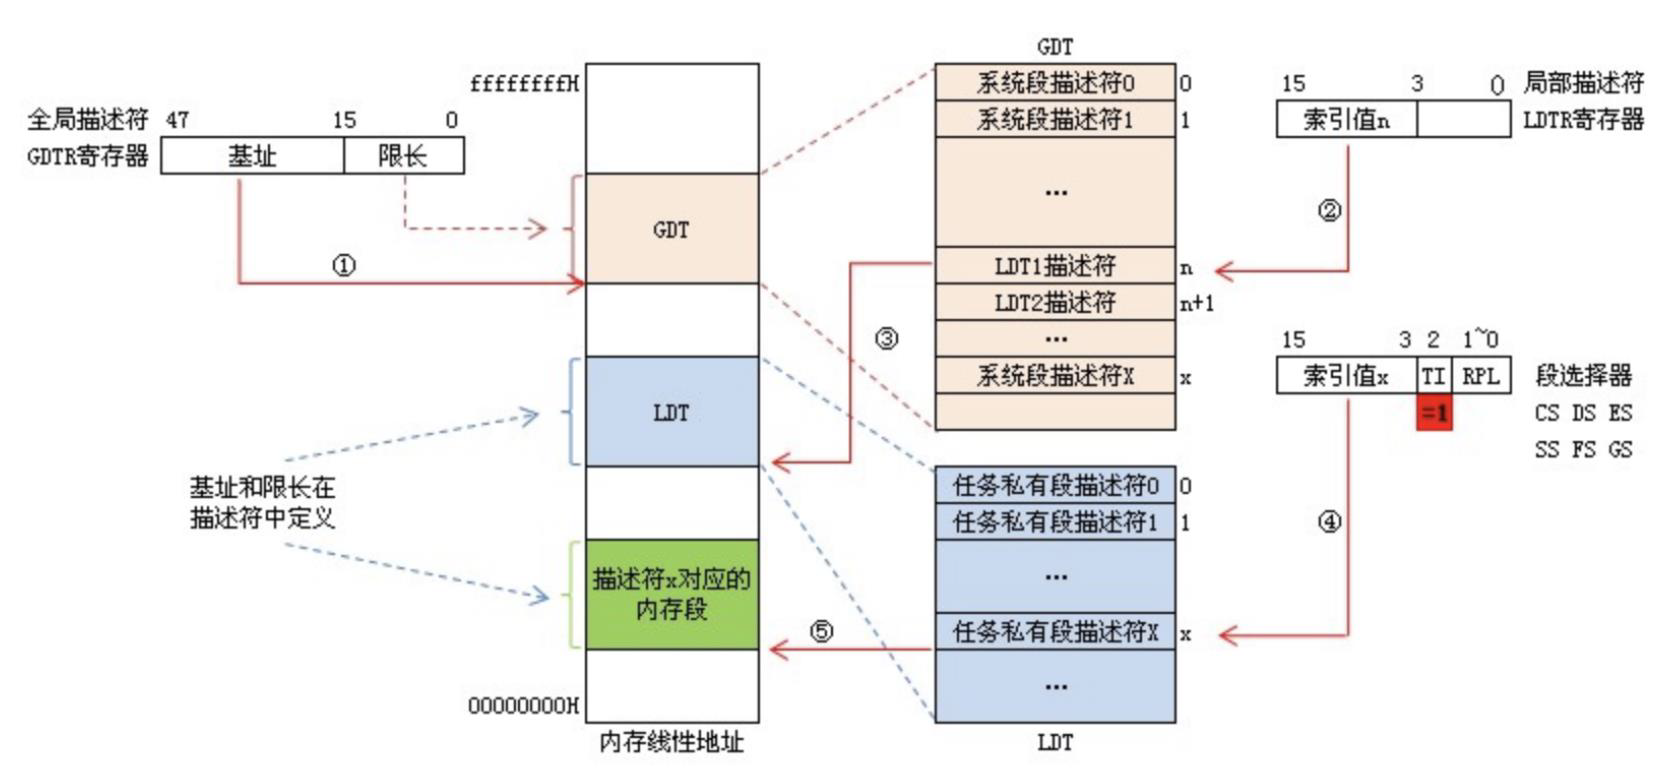 全局描述符
GDTR寄存器
47 15 0
基址 限长
①
基址和限长在
描述符中定义
ffffffffH
GDT
LDT
描述符x对应的
内存段
00000000H
内存线性地址
GDT
系统段描述符0 0
系统段描述符1 1
...
LDT1描述符 n
LDT2描述符 n+1
...
系统段描述符X x
③
任务私有段描述符0 0
任务私有段描述符1 1
...
任务私有段描述符X x
...
LDT
⑤
15 3 0 局部描述符
索引值n LDTR寄存器
②
15 3 2 1~0
索引值x TI RPL 段选择器
=1 CS DS ES
SS FS GS
④